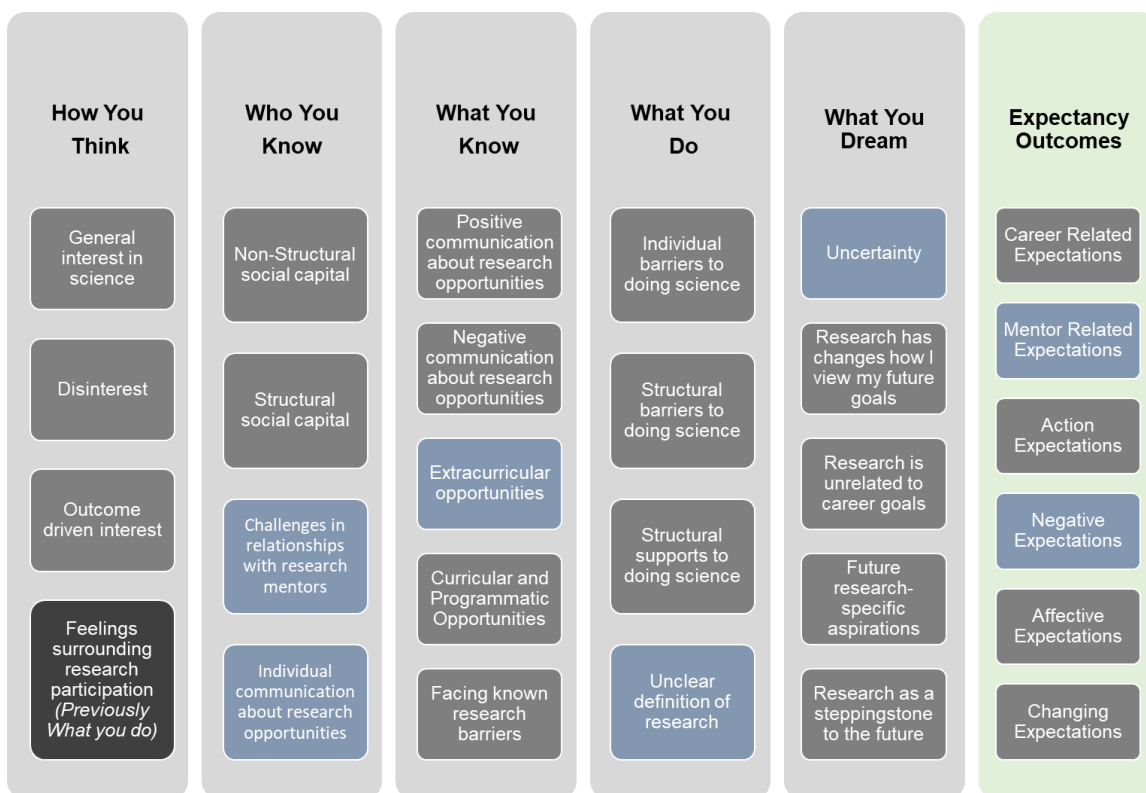 How You
Think
General
interest in
science
Disinterest
Outcome
driven interest
Feelings
surrounding
research
participation
(Previously
What you do)
Who You
Know
Non-Structural
social capital
Structural
social capital
Challenges in
relationships
with research
mentors
Individual
communication
about research
opportunities
What You
Know
Positive
communication
about research
opportunities
Negative
communication
about research
opportunities
Extracurricular
opportunities
Curricular and
Programmatic
Opportunities
Facing known
research
barriers
What You
Do
Individual
barriers to
doing science
Structural
barriers to
doing science
Structural
supports to
doing science
Unclear
definition of
research
What You
Dream
Uncertainty
Research has
changes how I
view my future
goals
Research is
unrelated to
career goals
Future
research-
specific
aspirations
Research as a
steppingstone
to the future
Expectancy
Outcomes
Career Related
Expectations
Mentor Related
Expectations
Action
Expectations
Negative
Expectations
Affective
Expectations
Changing
Expectations